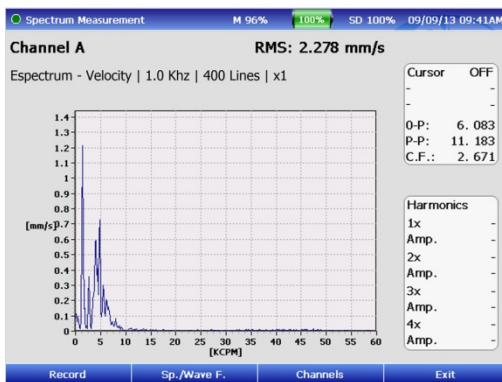 Spectrum Measurement M 96% 100% SD 100% 09/09/13 09:41AM
Channel A RMS: 2.278 mm/s
Espectrum - Velocity | 1.0 Khz | 400 Lines | x1
Cursor OFF
- -
- -
0-P: 6.083
P-P: 11.183
C.F.: 2.671
Harmonics
1x -
Amp. -
2x -
Amp. -
3x -
Amp. -
4x -
Amp. -
1.4
1.3
1.2
1.1
1
0.9
0.8
[mm/s] 0.7
0.6
0.5
0.4
0.3
0.2
0.1
0
0 5 10 15 20 25 30 35 40 45 50 55 60
[KCPM]
Record Sp./Wave F. Channels Exit